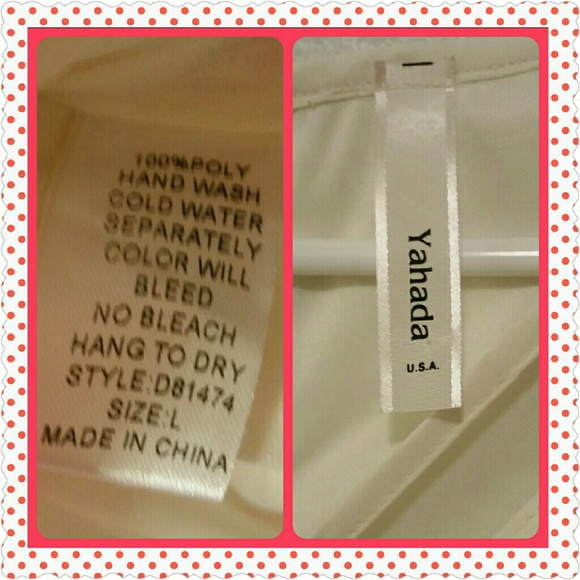 100%POLY
HAND WASH
COLD WATER
SEPARATELY
COLOR WILL
BLEED
NO BLEACH
HANG TO DRY
STYLE:D81474
SIZE:L
MADE IN CHINA
Yahada
U.S.A.